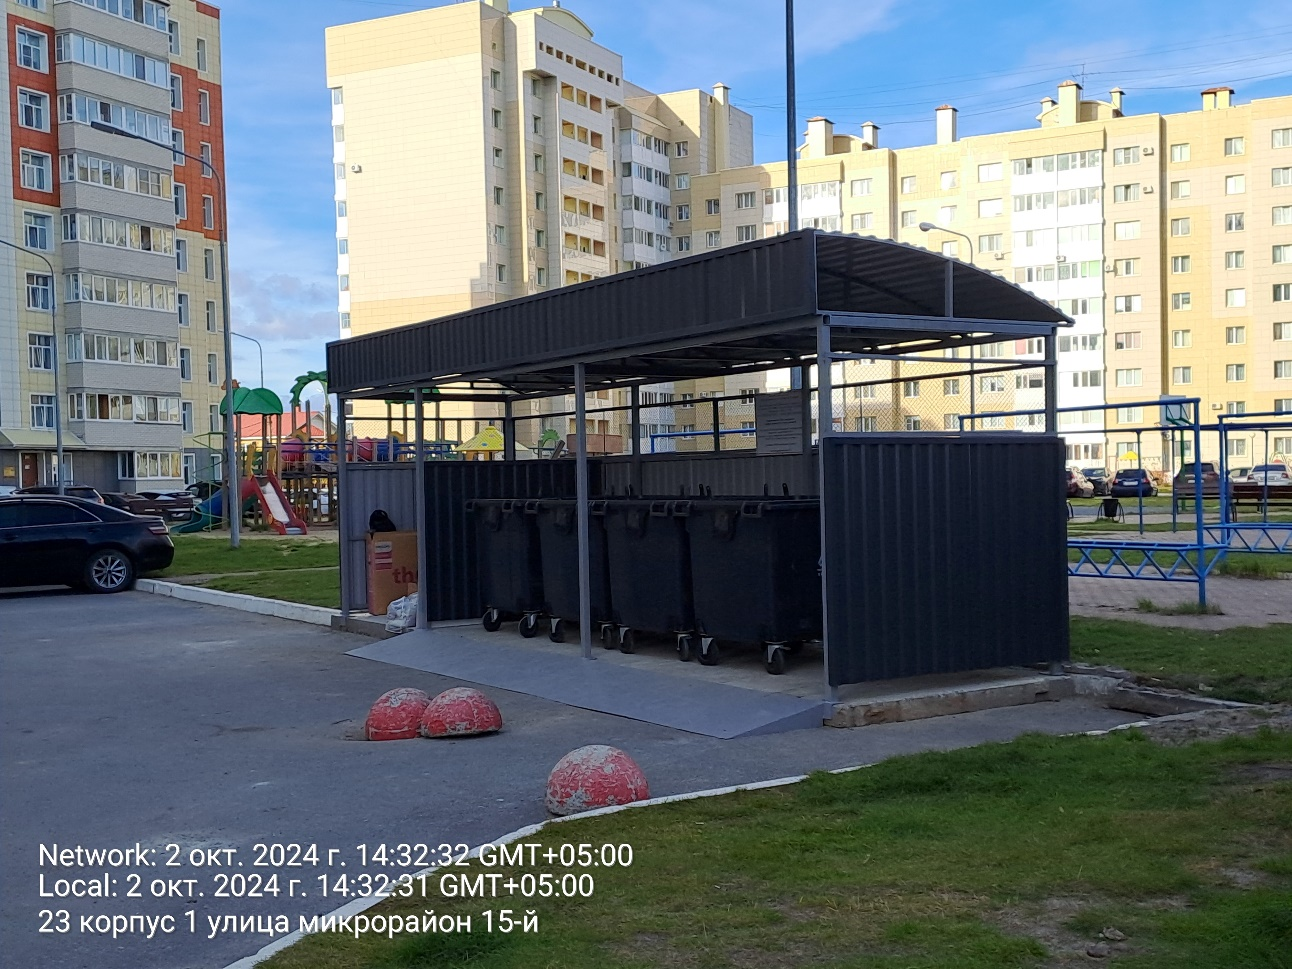 th
Network: 2 окт. 2024 г. 14:32:32 GMT+05:00
Local: 2 окт. 2024 г. 14:32:31 GMT+05:00
23 корпус 1 улица микрорайон 15-й